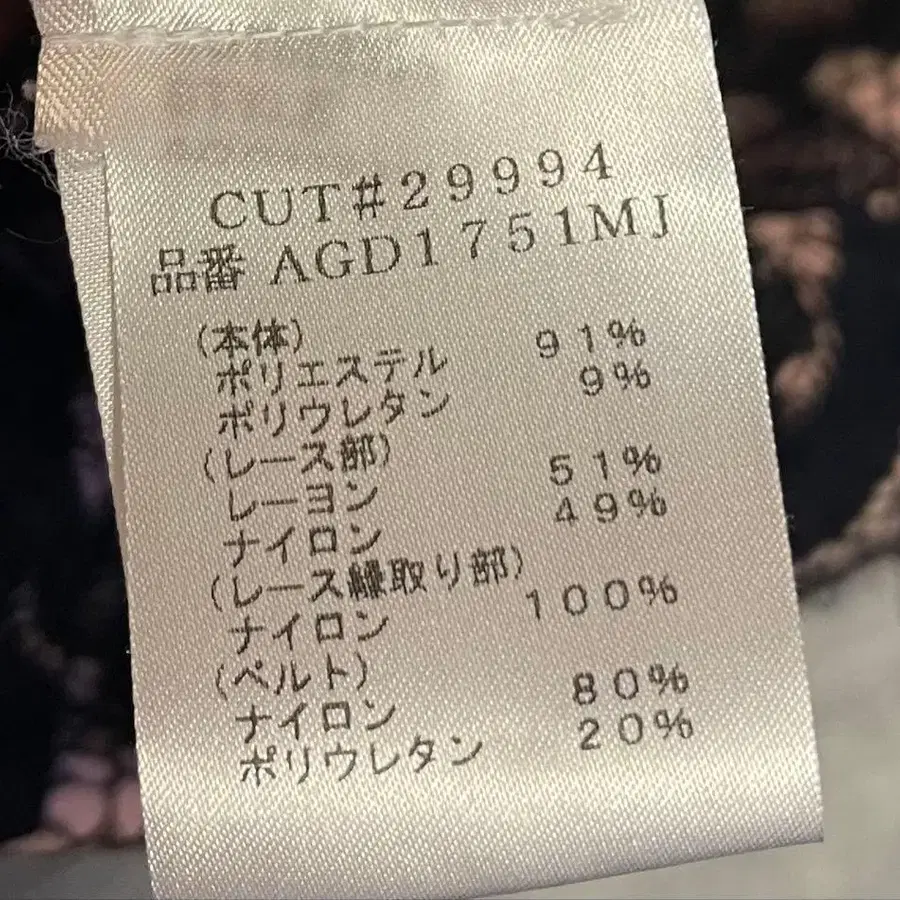 CUT#29994
品番 AGD1751MJ
(本体)
ポリエステル 91%
ポリウレタン 9%
(レース部)
レーヨン 51%
ナイロン 49%
(レース縁取り部)
ナイロン 100%
(ベルト)
ナイロン 80%
ポリウレタン 20%